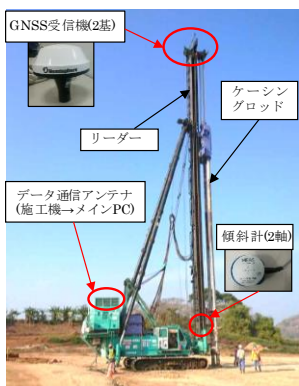 GNSS受信機(2基)
ケーシン
グロッド
リーダー
データ通信アンテナ
(施工機→メインPC)
傾斜計(2軸)